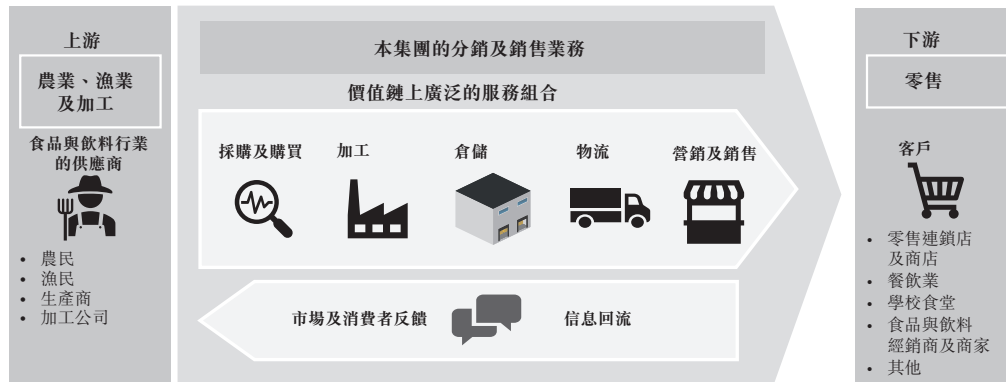 上游
農業、漁業
及加工
食品與飲料行業
的供應商
• 農民
• 漁民
• 生產商
• 加工公司
本集團的分銷及銷售業務
價值鏈上廣泛的服務組合
採購及購買
加工
倉儲
物流
營銷及銷售
市場及消費者反饋
信息回流
下游
零售
客戶
• 零售連鎖店
及商店
• 餐飲業
• 學校食堂
• 食品與飲料
經銷商及商家
• 其他